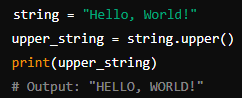 string = "Hello, World!"
upper_string = string.upper()
print(upper_string)
# Output: "HELLO, WORLD!"